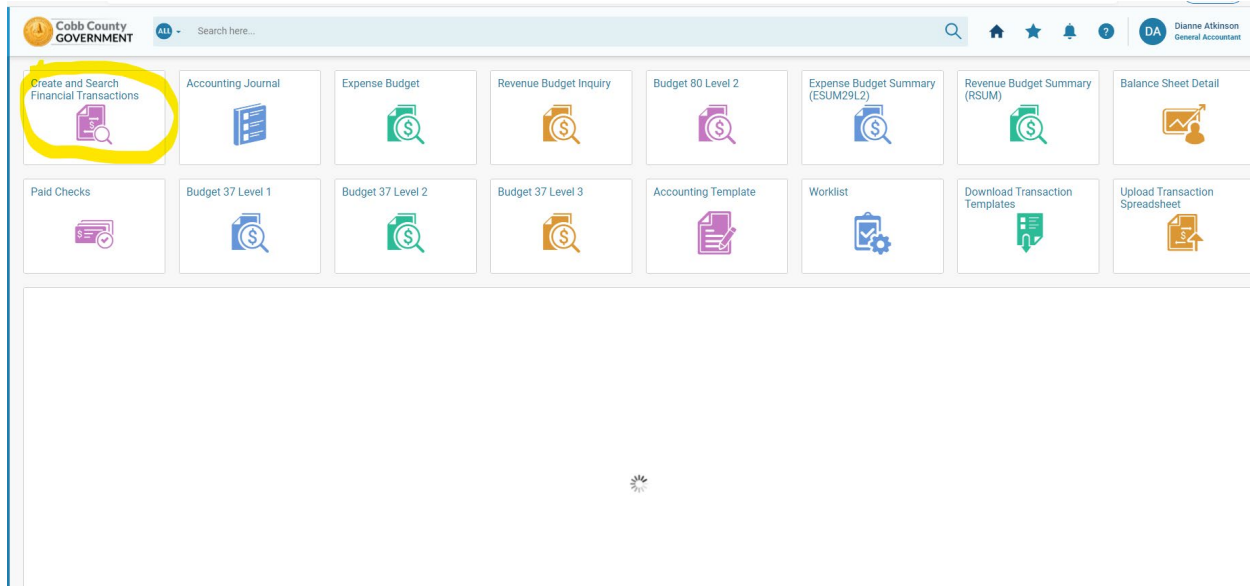 Cobb County
GOVERNMENT
ALL
Search here...
?
DA
Dianne Atkinson
General Accountant
Create and Search
Financial Transactions
Accounting Journal
Expense Budget
Revenue Budget Inquiry
Budget 80 Level 2
Expense Budget Summary
(ESUM29L2)
Revenue Budget Summary
(RSUM)
Balance Sheet Detail
Paid Checks
Budget 37 Level 1
Budget 37 Level 2
Budget 37 Level 3
Accounting Template
Worklist
Download Transaction
Templates
Upload Transaction
Spreadsheet